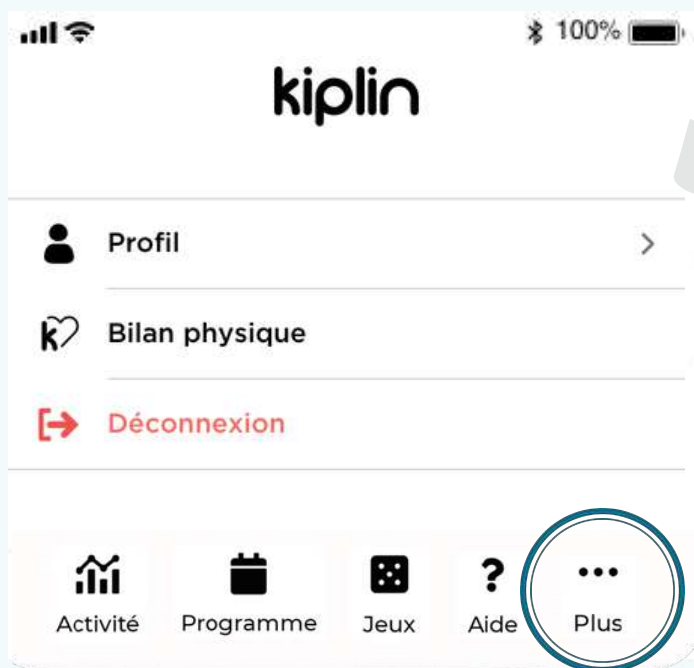 100%
kiplin
Profil
Bilan physique
Déconnexion
Activité Programme Jeux Aide Plus